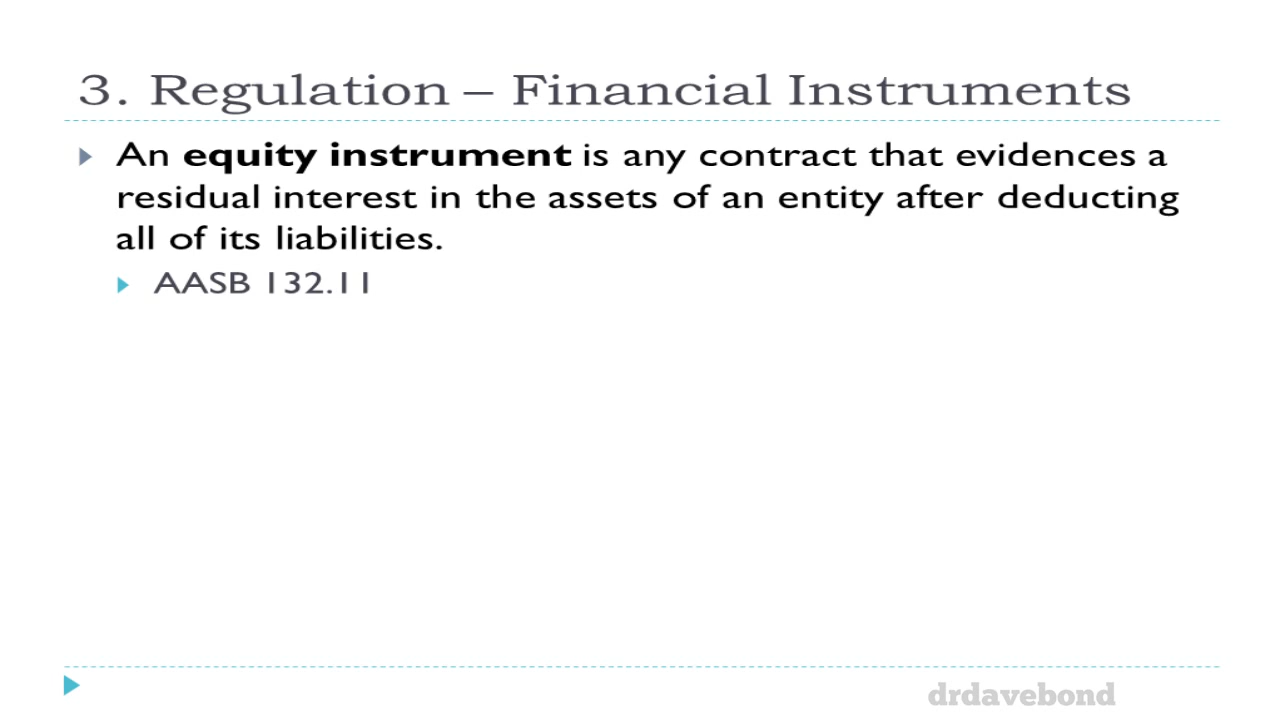 3. Regulation – Financial Instruments
An equity instrument is any contract that evidences a
residual interest in the assets of an entity after deducting
all of its liabilities.
AASB 132.11
drdavebond